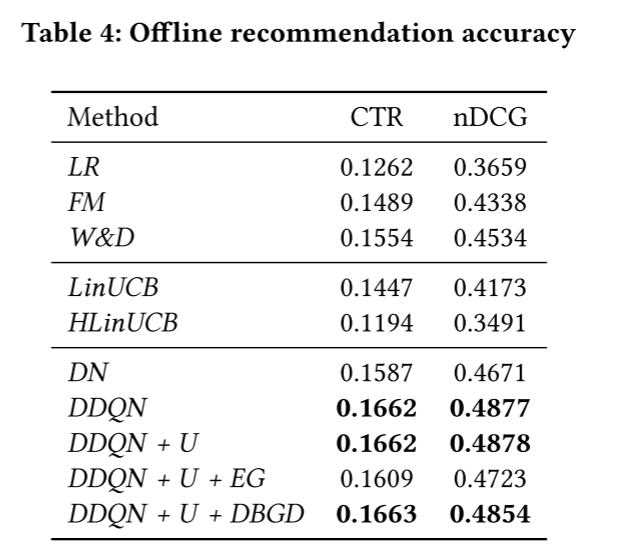 Table 4: Offline recommendation accuracy
Method CTR nDCG
LR 0.1262 0.3659
FM 0.1489 0.4338
W&D 0.1554 0.4534
LinUCB 0.1447 0.4173
HLinUCB 0.1194 0.3491
DN 0.1587 0.4671
DDQN 0.1662 0.4877
DDQN + U 0.1662 0.4878
DDQN + U + EG 0.1609 0.4723
DDQN + U + DBGD 0.1663 0.4854